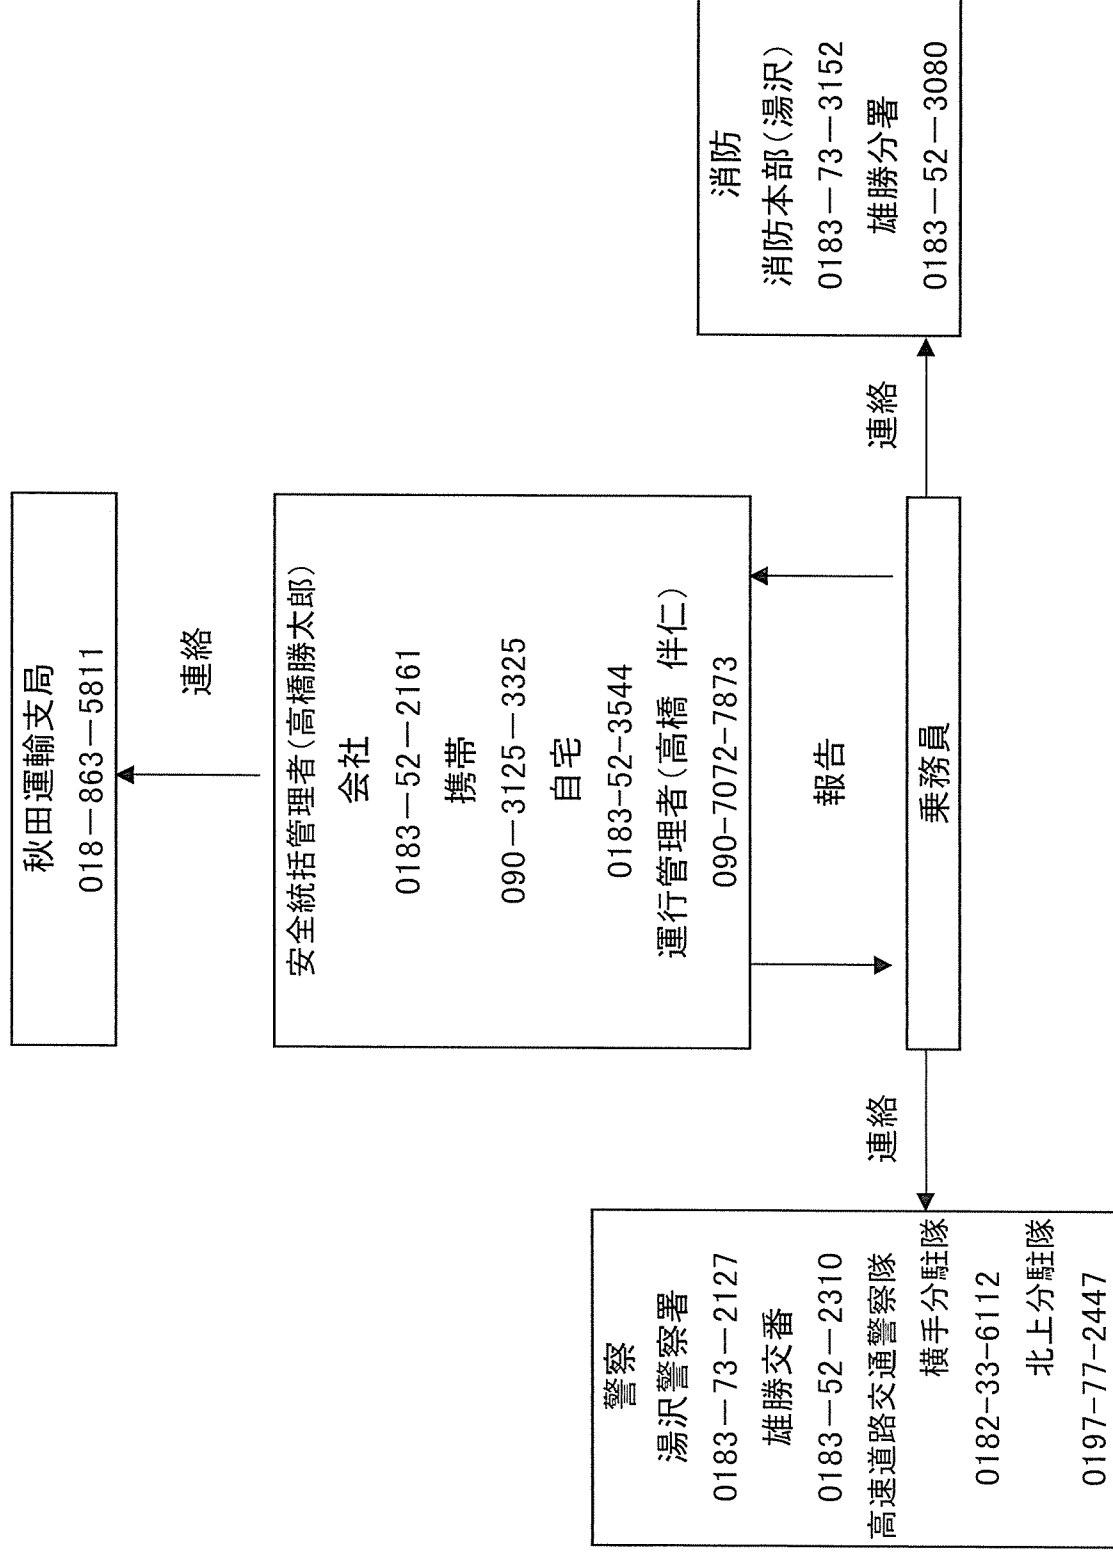 秋田運輸支局
018－863－5811
連絡
安全統括管理者（高橋勝太郎）
会社
0183－52－2161
携帯
090－3125－3325
自宅
0183-52-3544
運行管理者（高橋　伴仁）
090-7072-7873
報告
乗務員
連絡
警察
湯沢警察署
0183－73－2127
雄勝交番
0183－52－2310
高速道路交通警察隊
横手分駐隊
0182-33-6112
北上分駐隊
0197-77-2447
連絡
消防
消防本部（湯沢）
0183－73－3152
雄勝分署
0183－52－3080